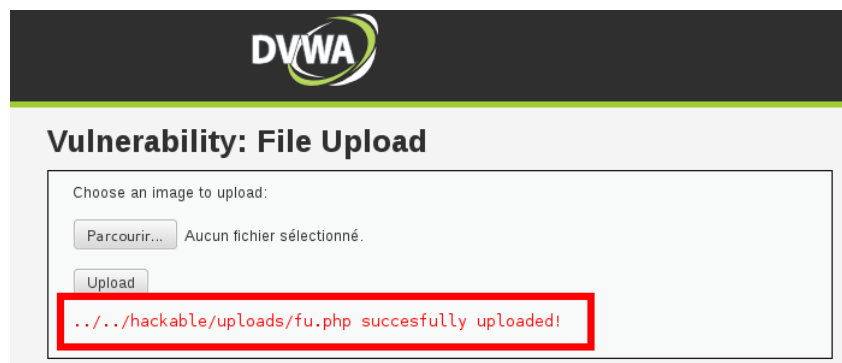 DVWA
Vulnerability: File Upload
Choose an image to upload:
Parcourir... Aucun fichier sélectionné.
Upload
../../hackable/uploads/fu.php succesfully uploaded!